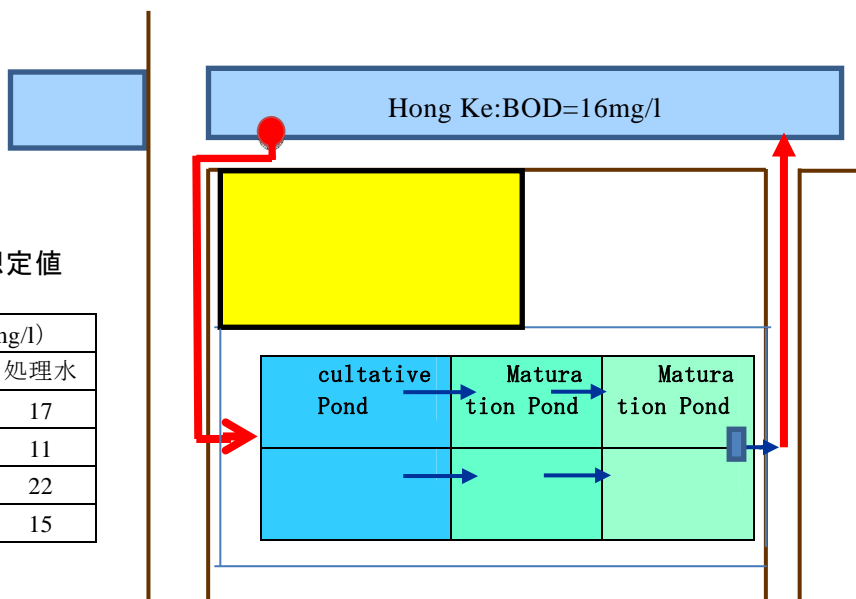 Hong Ke:BOD=16mg/l
定値
mg/l）
処理水
17
11
22
15
cultative
Pond
Matura
tion Pond
Matura
tion Pond